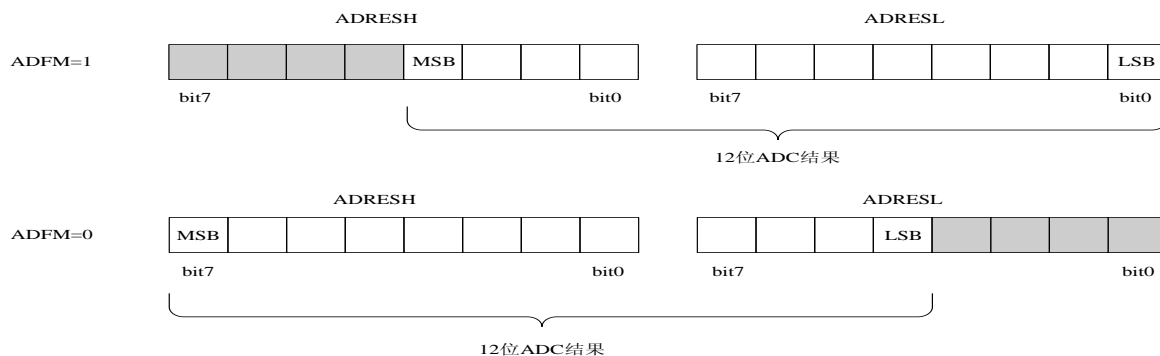 ADRESH ADRESL
ADFM=1 MSB LSB
bit7 bit0 bit7 bit0
12位ADC结果
ADRESH ADRESL
ADFM=0 MSB LSB
bit7 bit0 bit7 bit0
12位ADC结果